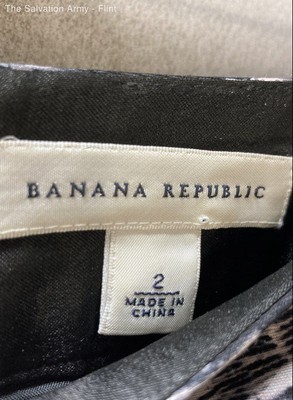 The Salvation Army - Flint
BANANA REPUBLIC
2
MADE IN
CHINA